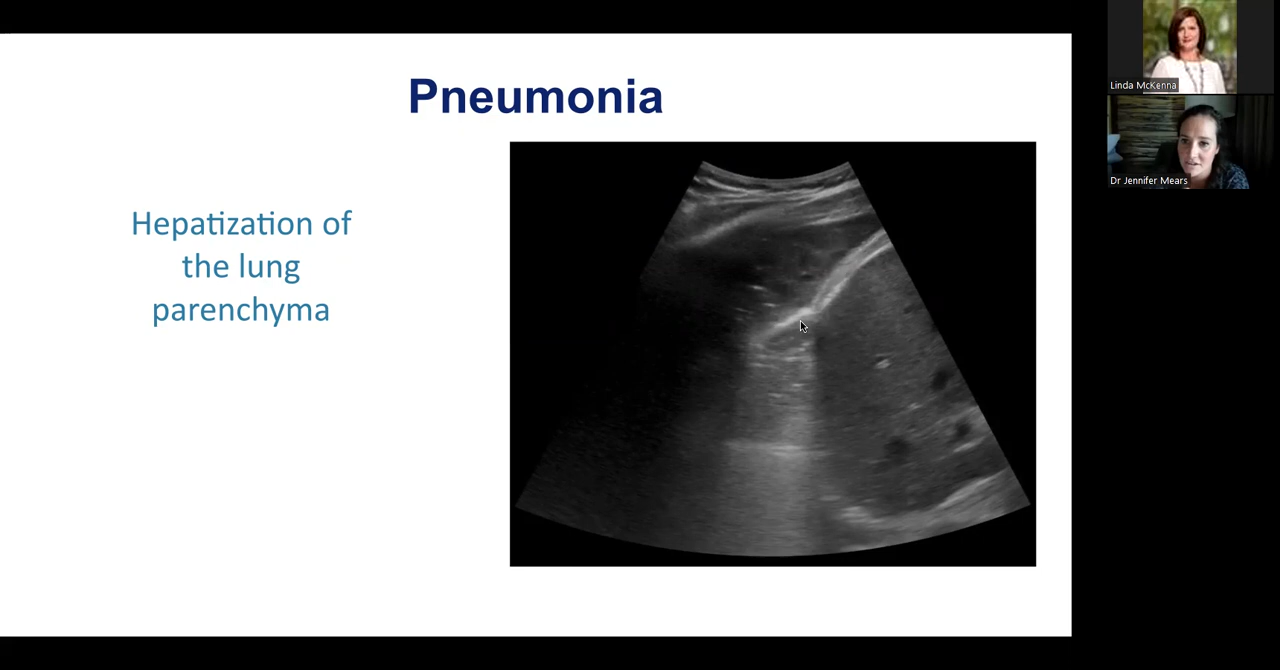 Pneumonia
Hepatization of
the lung
parenchyma
Linda McKenna
Dr Jennifer Mears